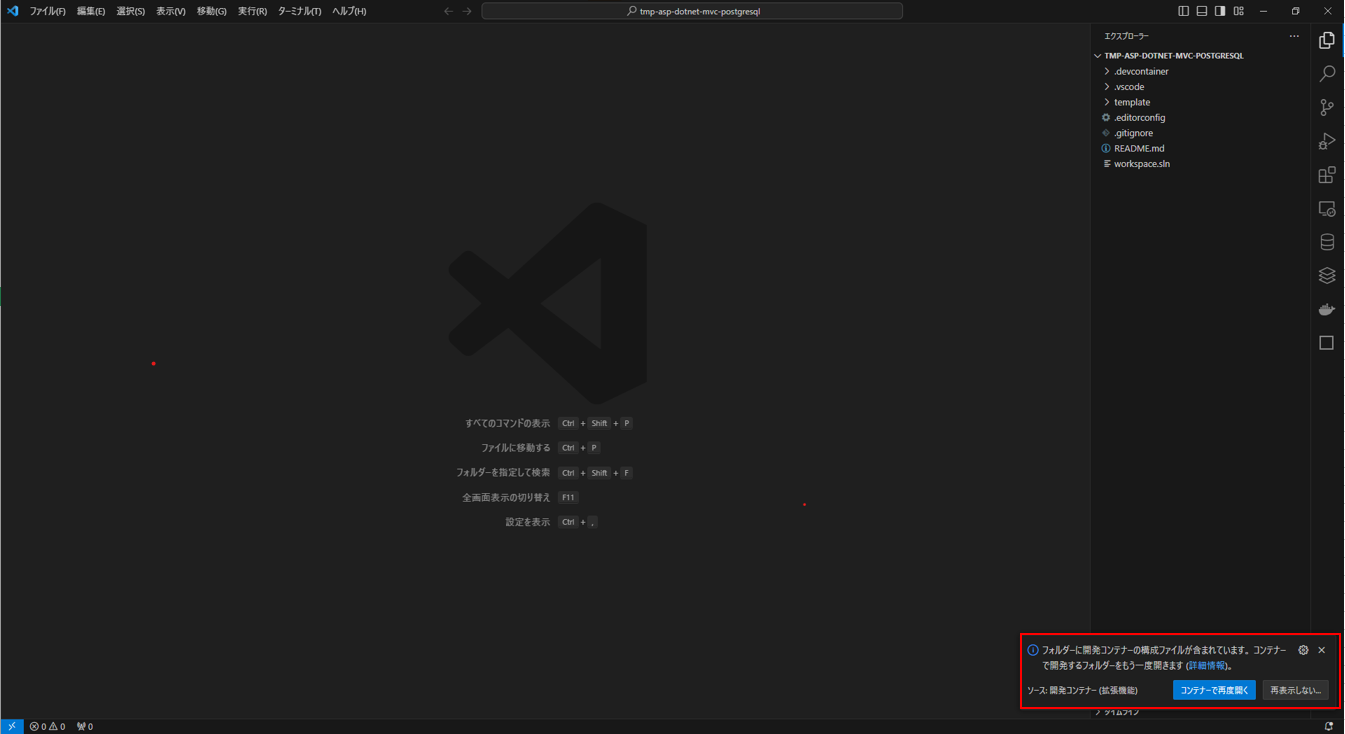 ファイル(F) 編集(E) 選択(S) 表示(V) 移動(G) 実行(R) ターミナル(T) ヘルプ(H)
tmp-asp-dotnet-mvc-postgresql
エクスプローラー
TMP-ASP-DOTNET-MVC-POSTGRESQL
.devcontainer
.vscode
template
.editorconfig
.gitignore
README.md
workspace.sln
すべてのコマンドの表示 Ctrl + Shift + P
ファイルに移動する Ctrl + P
フォルダーを指定して検索 Ctrl + Shift + F
全画面表示の切り替え F11
設定を表示 Ctrl + ,
フォルダーに開発コンテナーの構成ファイルが含まれています。コンテナー
で開発するフォルダーをもう一度開きます (詳細情報)。
ソース: 開発コンテナー (拡張機能) コンテナーで再度開く 再表示しない...
タイムライン
0 0 0